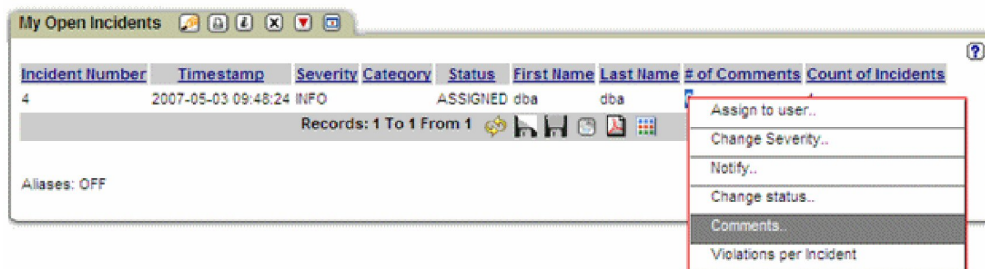 My Open Incidents
Incident Number Timestamp Severity Category Status First Name Last Name # of Comments Count of Incidents
4 2007-05-03 09:48:24 INFO ASSIGNED dba dba
Records: 1 To 1 From 1
Aliases: OFF
Assign to user..
Change Severity..
Notify..
Change status..
Comments..
Violations per Incident